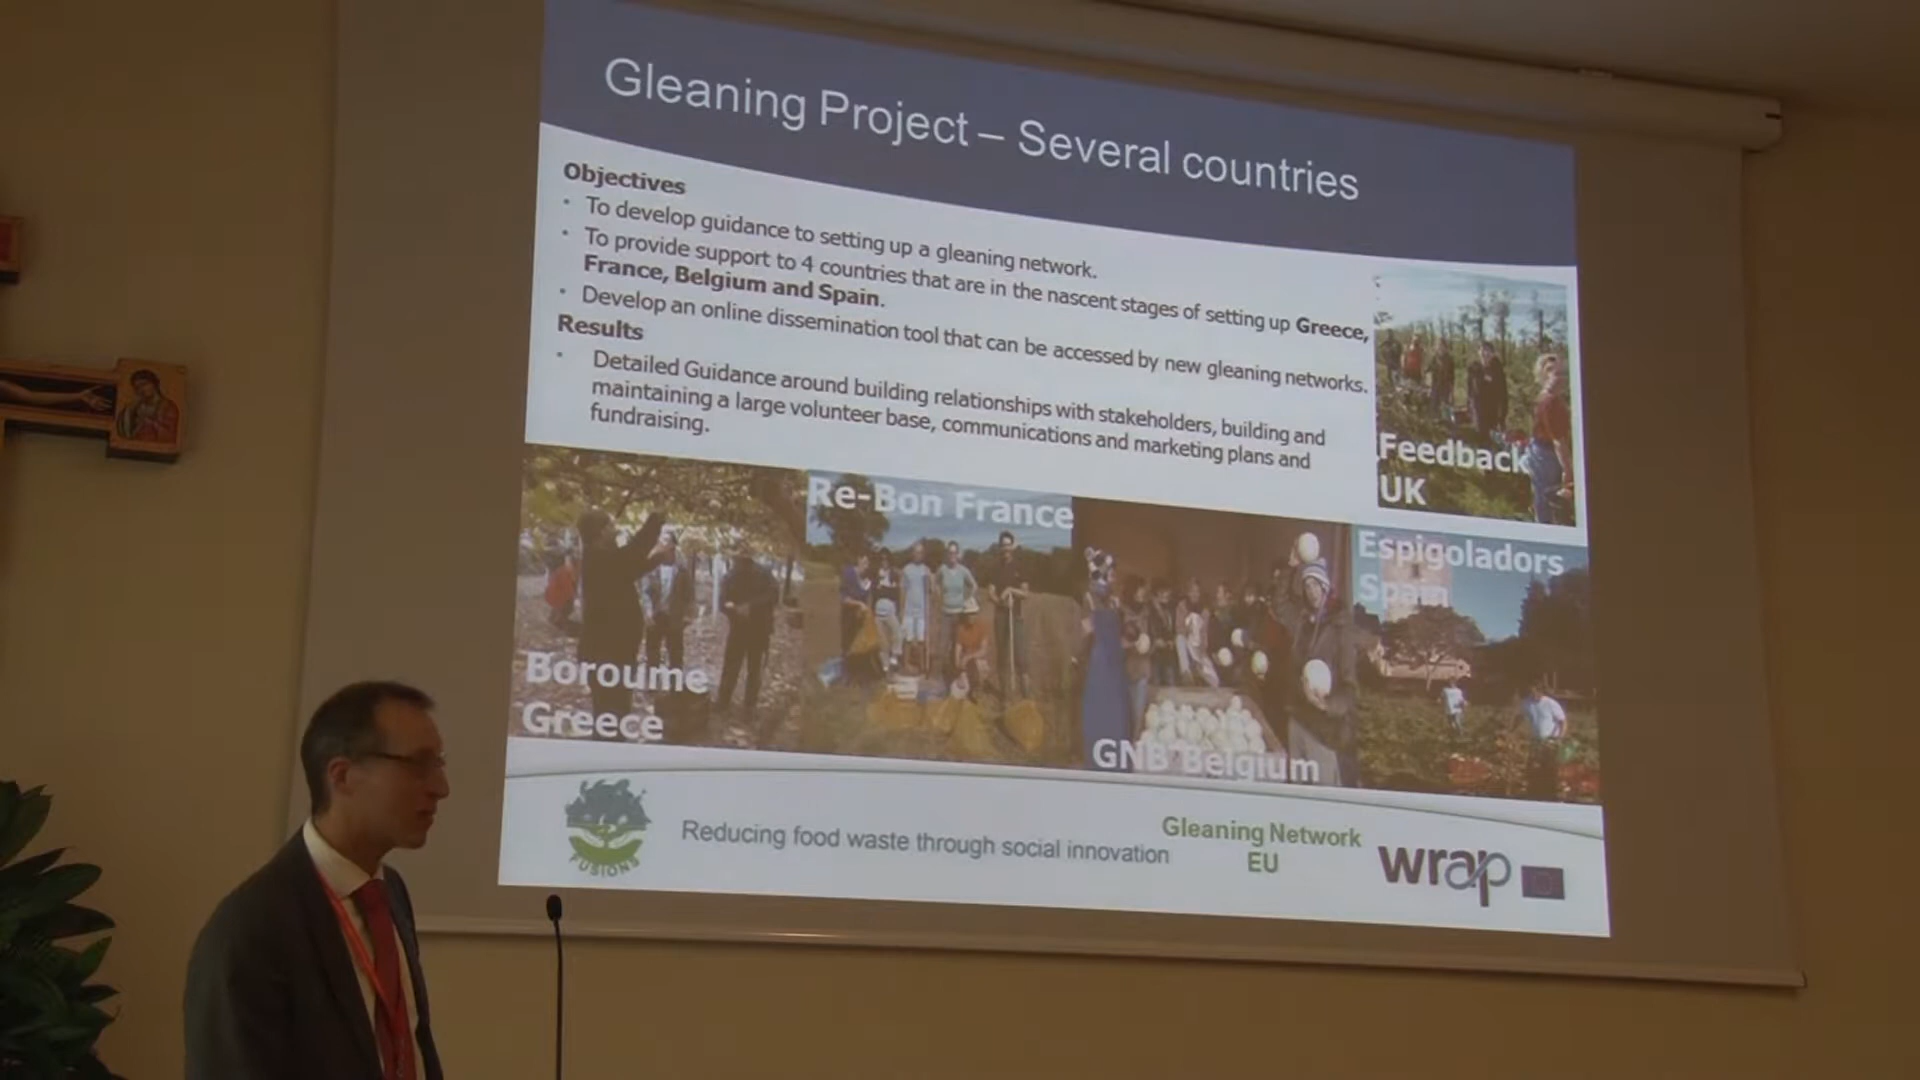 Gleaning Project – Several countries
Objectives
• To develop guidance to setting up a gleaning network.
• To provide support to 4 countries that are in the nascent stages of setting up Greece,
France, Belgium and Spain.
• Develop an online dissemination tool that can be accessed by new gleaning networks.
Results
• Detailed Guidance around building relationships with stakeholders, building and
maintaining a large volunteer base, communications and marketing plans and
fundraising.
Feedback
UK
Re-Bon France
Espigoladors
Spain
Boroume
Greece
GNB Belgium
FUSIONS
Reducing food waste through social innovation
Gleaning Network
EU
wrap